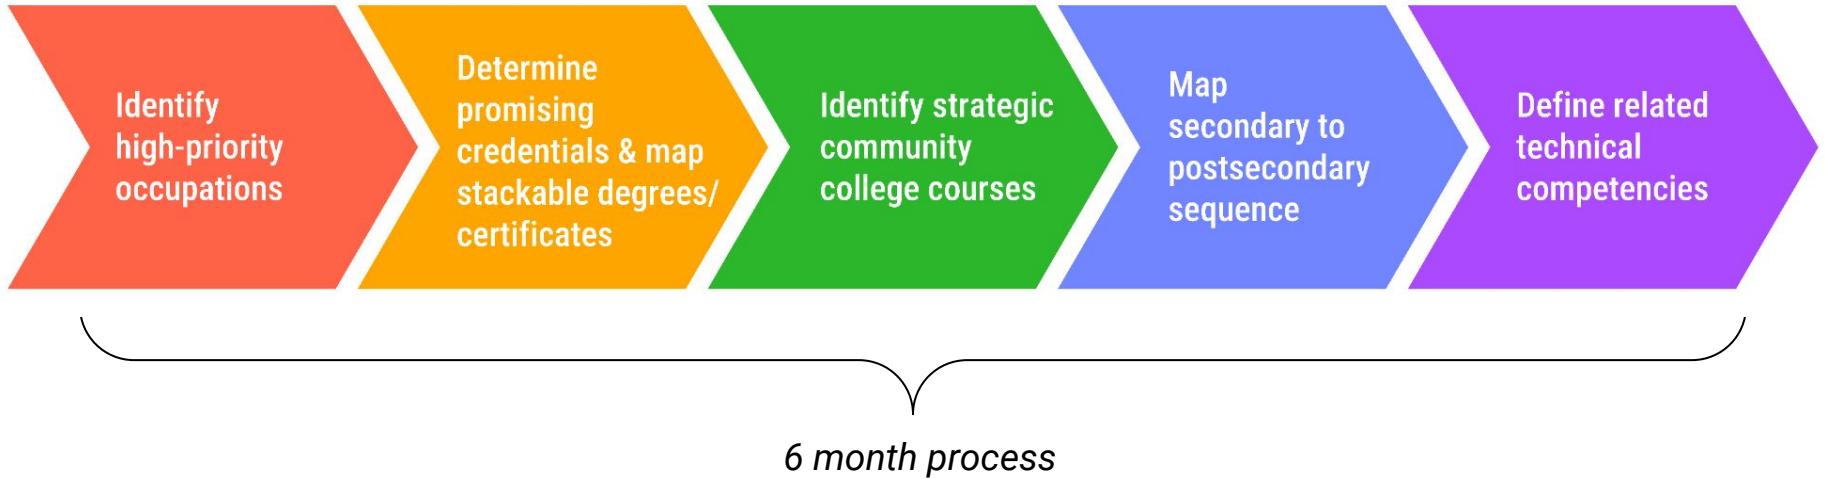 Identify
high-priority
occupations
Determine
promising
credentials & map
stackable degrees/
certificates
Identify strategic
community
college courses
Map
secondary to
postsecondary
sequence
Define related
technical
competencies
6 month process